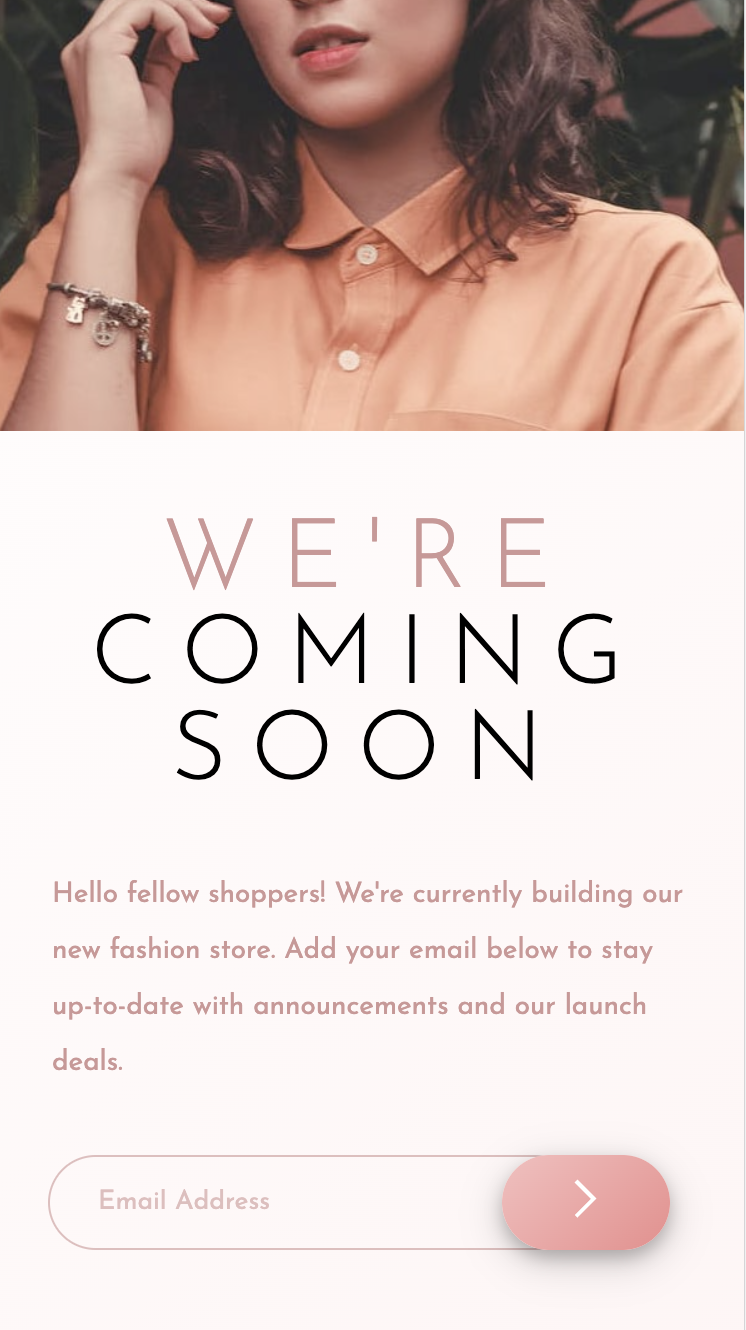 WE'RE
COMING
SOON
Hello fellow shoppers! We're currently building our
new fashion store. Add your email below to stay
up-to-date with announcements and our launch
deals.
Email Address